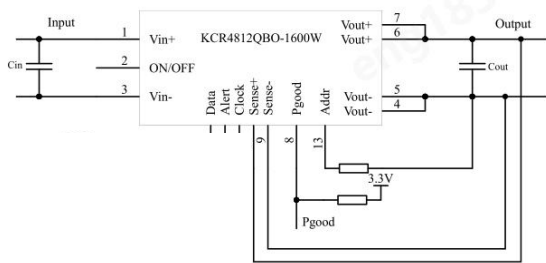 Input
Output
KCR4812QBO-1600W
1
Vin+
2
ON/OFF
3
Vin-
Vout+
7
Vout+
6
Vout-
5
Vout-
4
Cin
Cout
Data
Alert
Clock
Sense+
Sense-
Pgood
Addr
9
8
13
3.3V
Pgood